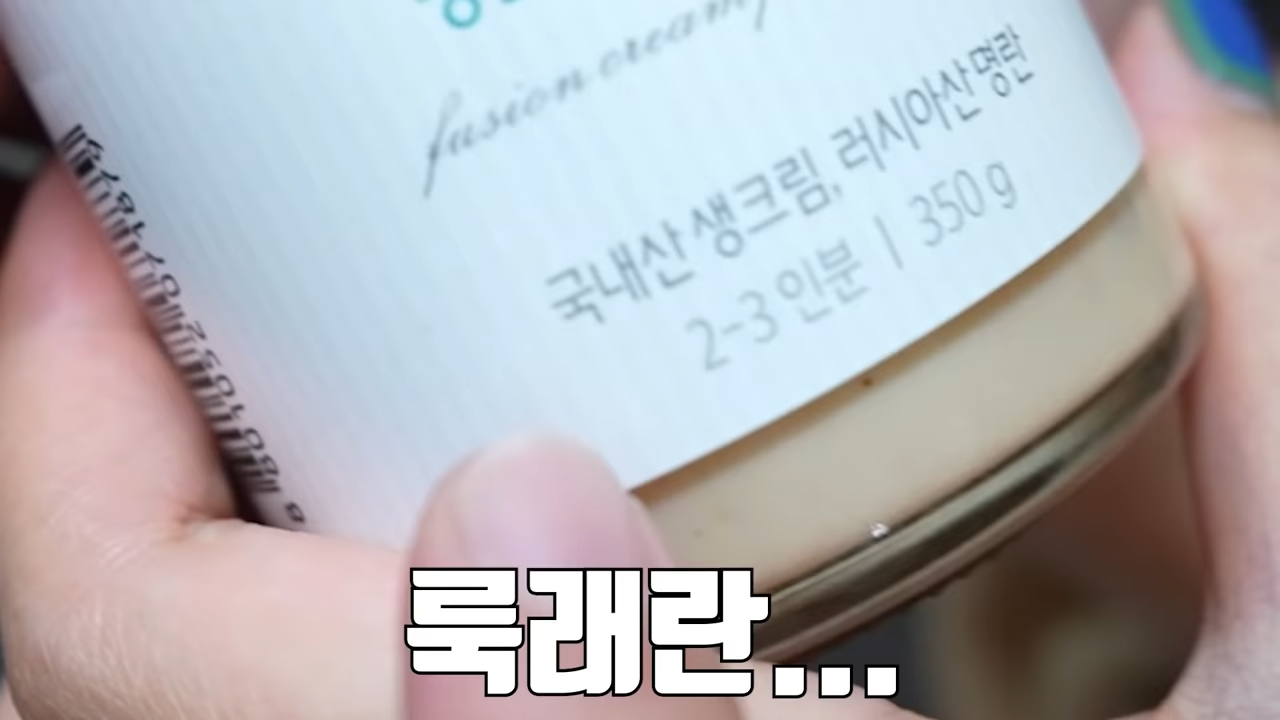 fusion cream
국내산 생크림, 러시아산 명란
2-3 인분 | 350 g
룩래란...